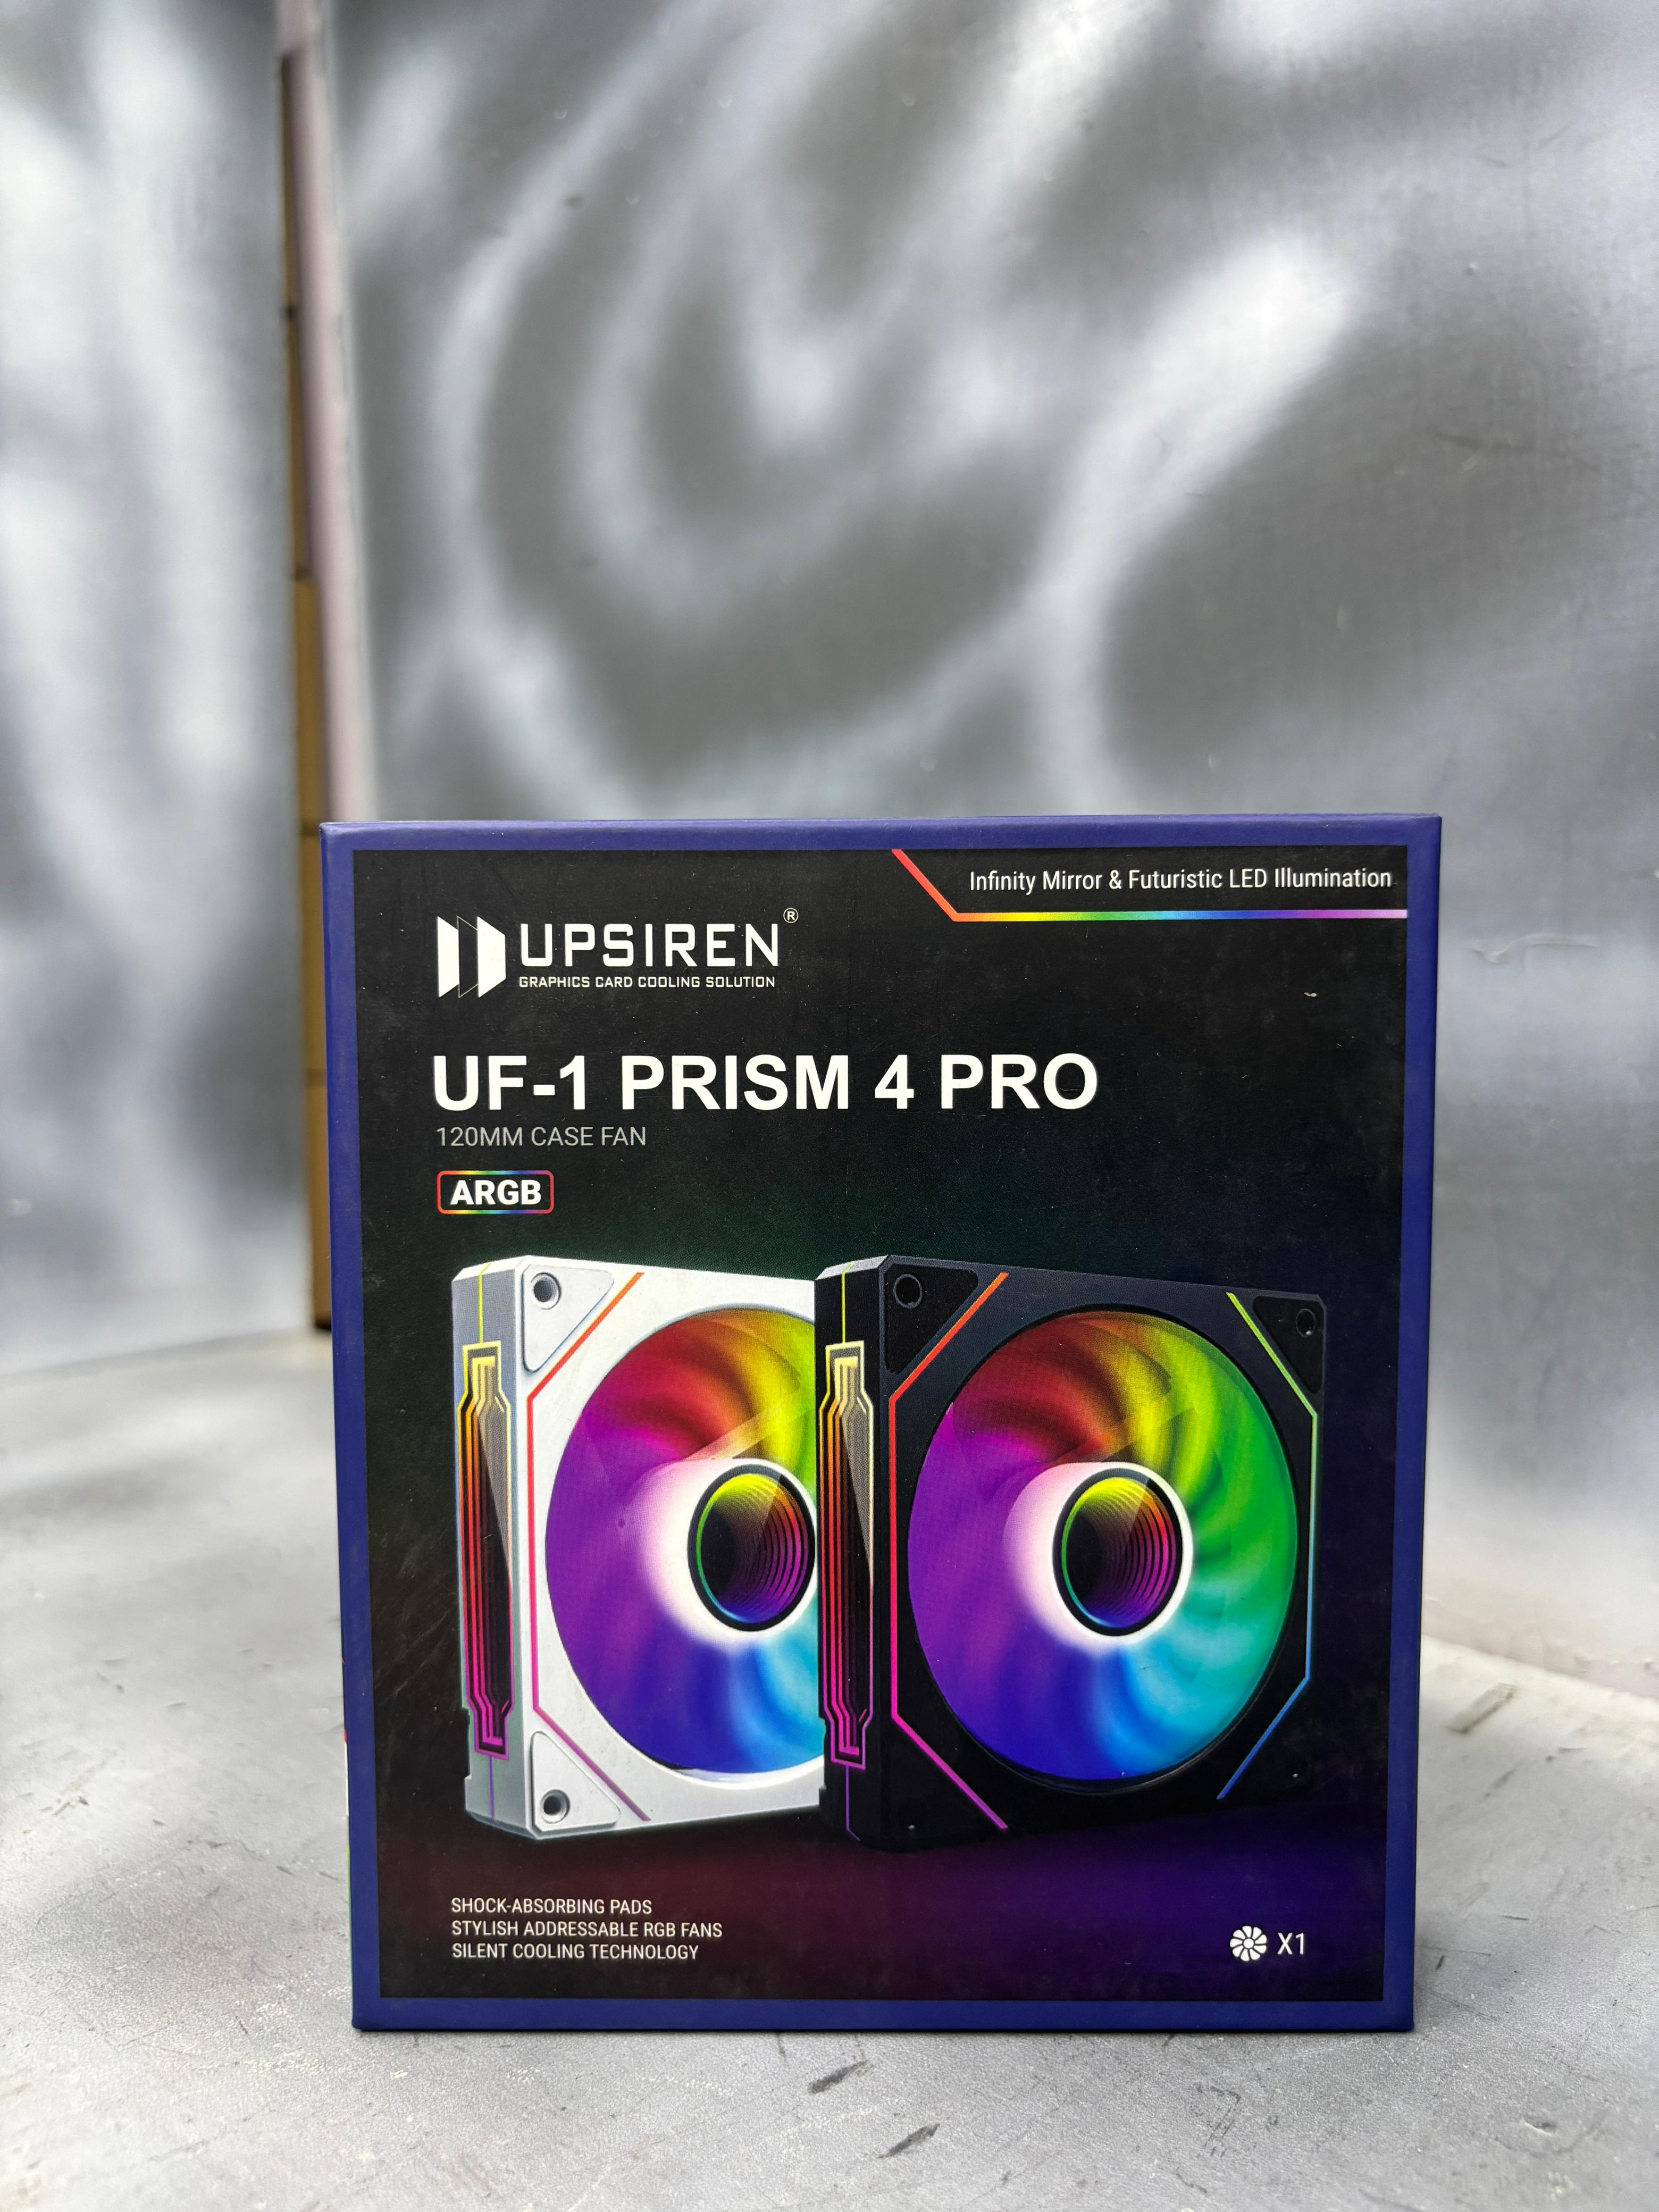 Infinity Mirror & Futuristic LED Illumination
UPSIREN®
GRAPHICS CARD COOLING SOLUTION
UF-1 PRISM 4 PRO
120MM CASE FAN
ARGB
SHOCK-ABSORBING PADS
STYLISH ADDRESSABLE RGB FANS
SILENT COOLING TECHNOLOGY
X1